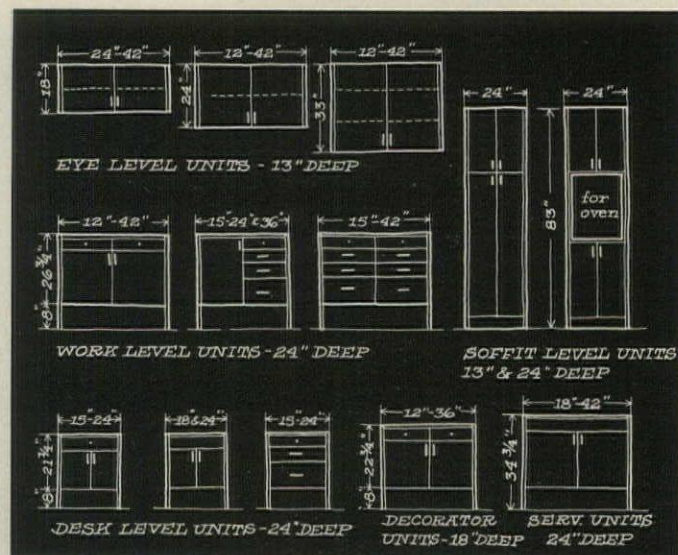 24"-42"
12"-42"
12"-42"
18"
24"
33"
EYE LEVEL UNITS - 13" DEEP
24"
24"
83"
for
oven
SOFFIT LEVEL UNITS
13" & 24" DEEP
12"-42"
15"-24" & 36"
15"-42"
26 3/4"
8"
WORK LEVEL UNITS - 24" DEEP
15"-24"
18 & 24"
15"-24"
21 3/4"
8"
DESK LEVEL UNITS - 24" DEEP
12"-36"
22 3/4"
8"
DECORATOR
UNITS - 18" DEEP
18"-42"
34 3/4"
SERV. UNITS
24" DEEP